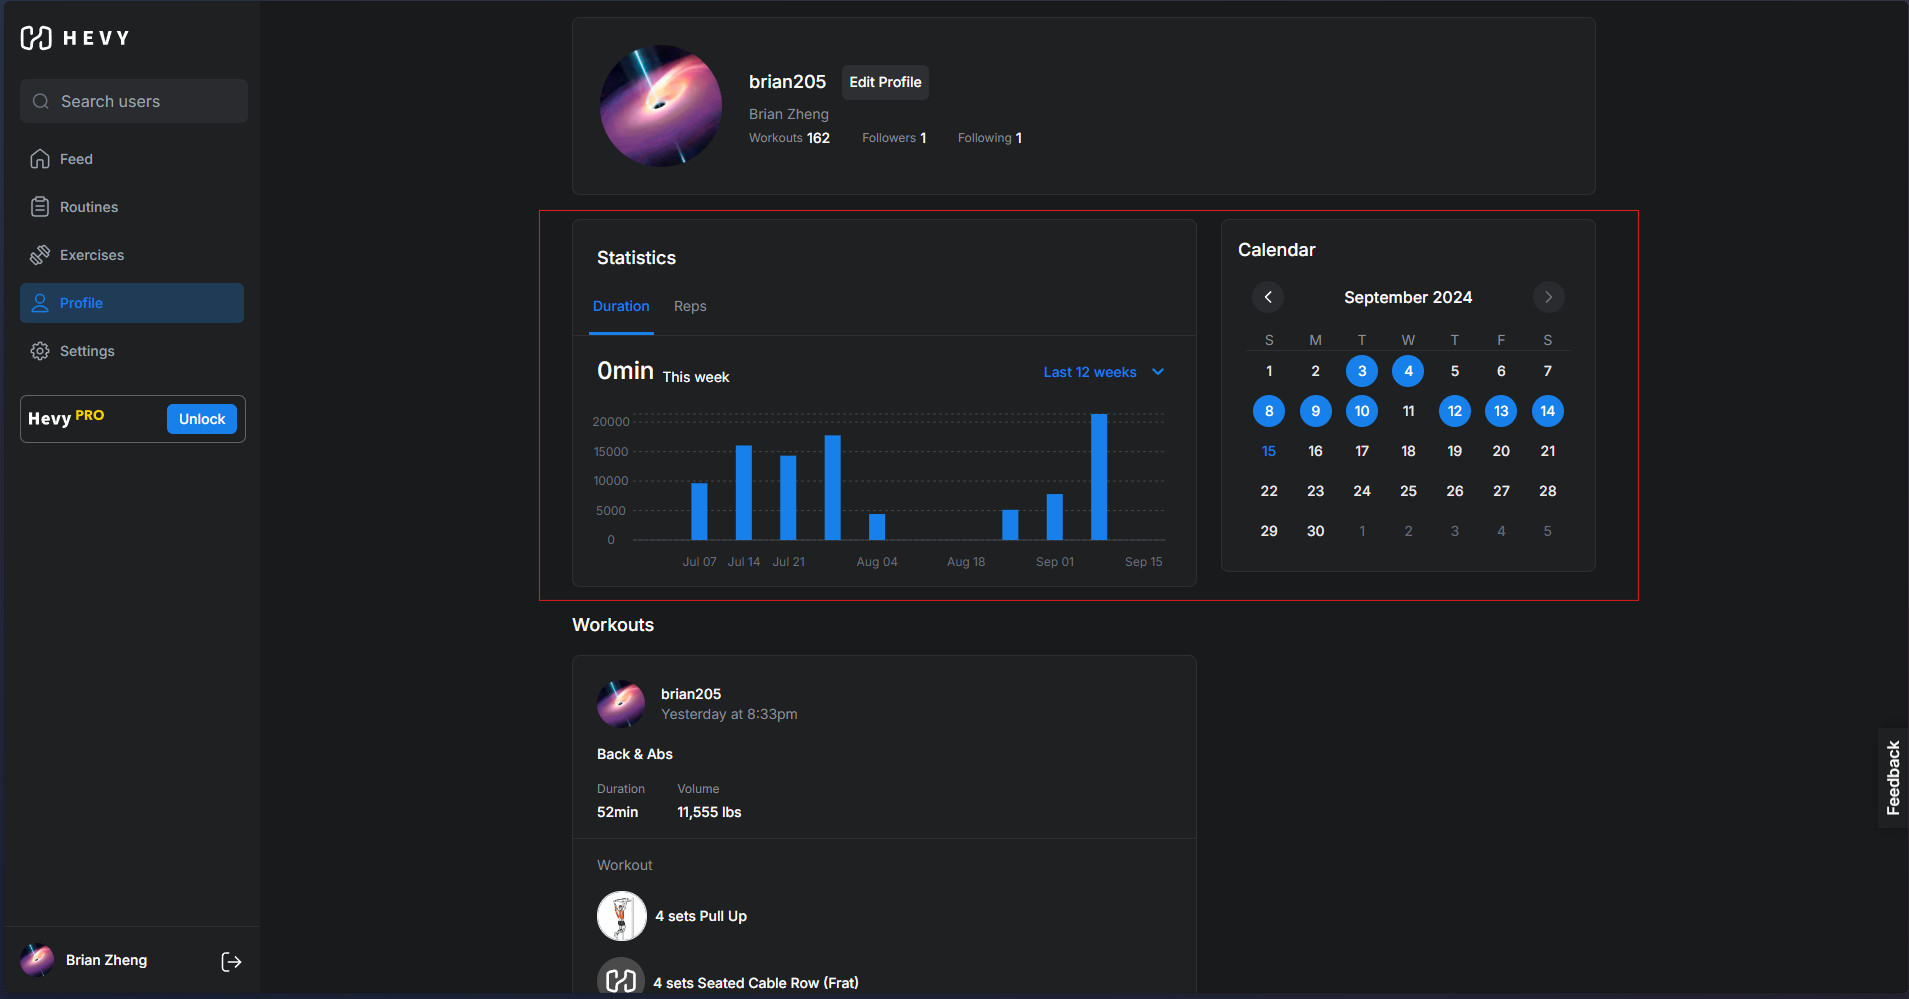 HEVY
Search users
Feed
Routines
Exercises
Profile
Settings
Hevy PRO Unlock
Brian Zheng
brian205 Edit Profile
Brian Zheng
Workouts 162 Followers 1 Following 1
Statistics
Duration Reps
0min This week Last 12 weeks
20000
15000
10000
5000
0
Jul 07 Jul 14 Jul 21 Aug 04 Aug 18 Sep 01 Sep 15
Calendar
September 2024
S M T W T F S
1 2 3 4 5 6 7
8 9 10 11 12 13 14
15 16 17 18 19 20 21
22 23 24 25 26 27 28
29 30 1 2 3 4 5
Workouts
brian205
Yesterday at 8:33pm
Back & Abs
Duration Volume
52min 11,555 lbs
Workout
4 sets Pull Up
4 sets Seated Cable Row (Frat)
Feedback